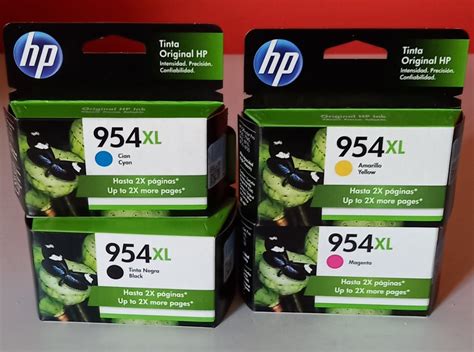 hp
Tinta
Original HP
Intensidad. Precisión.
Confiabilidad.
Original HP Ink
954XL
Cian
Cyan
Hasta 2X páginas*
Up to 2X more pages*
954XL
Tinta Negra
Black
Hasta 2X páginas*
Up to 2X more pages*
hp
Tinta
Original HP
Intensidad. Precisión.
Confiabilidad.
954XL
Amarillo
Yellow
Hasta 2X páginas*
Up to 2X more pages*
954XL
Magenta
Hasta 2X páginas*
Up to 2X more pages*